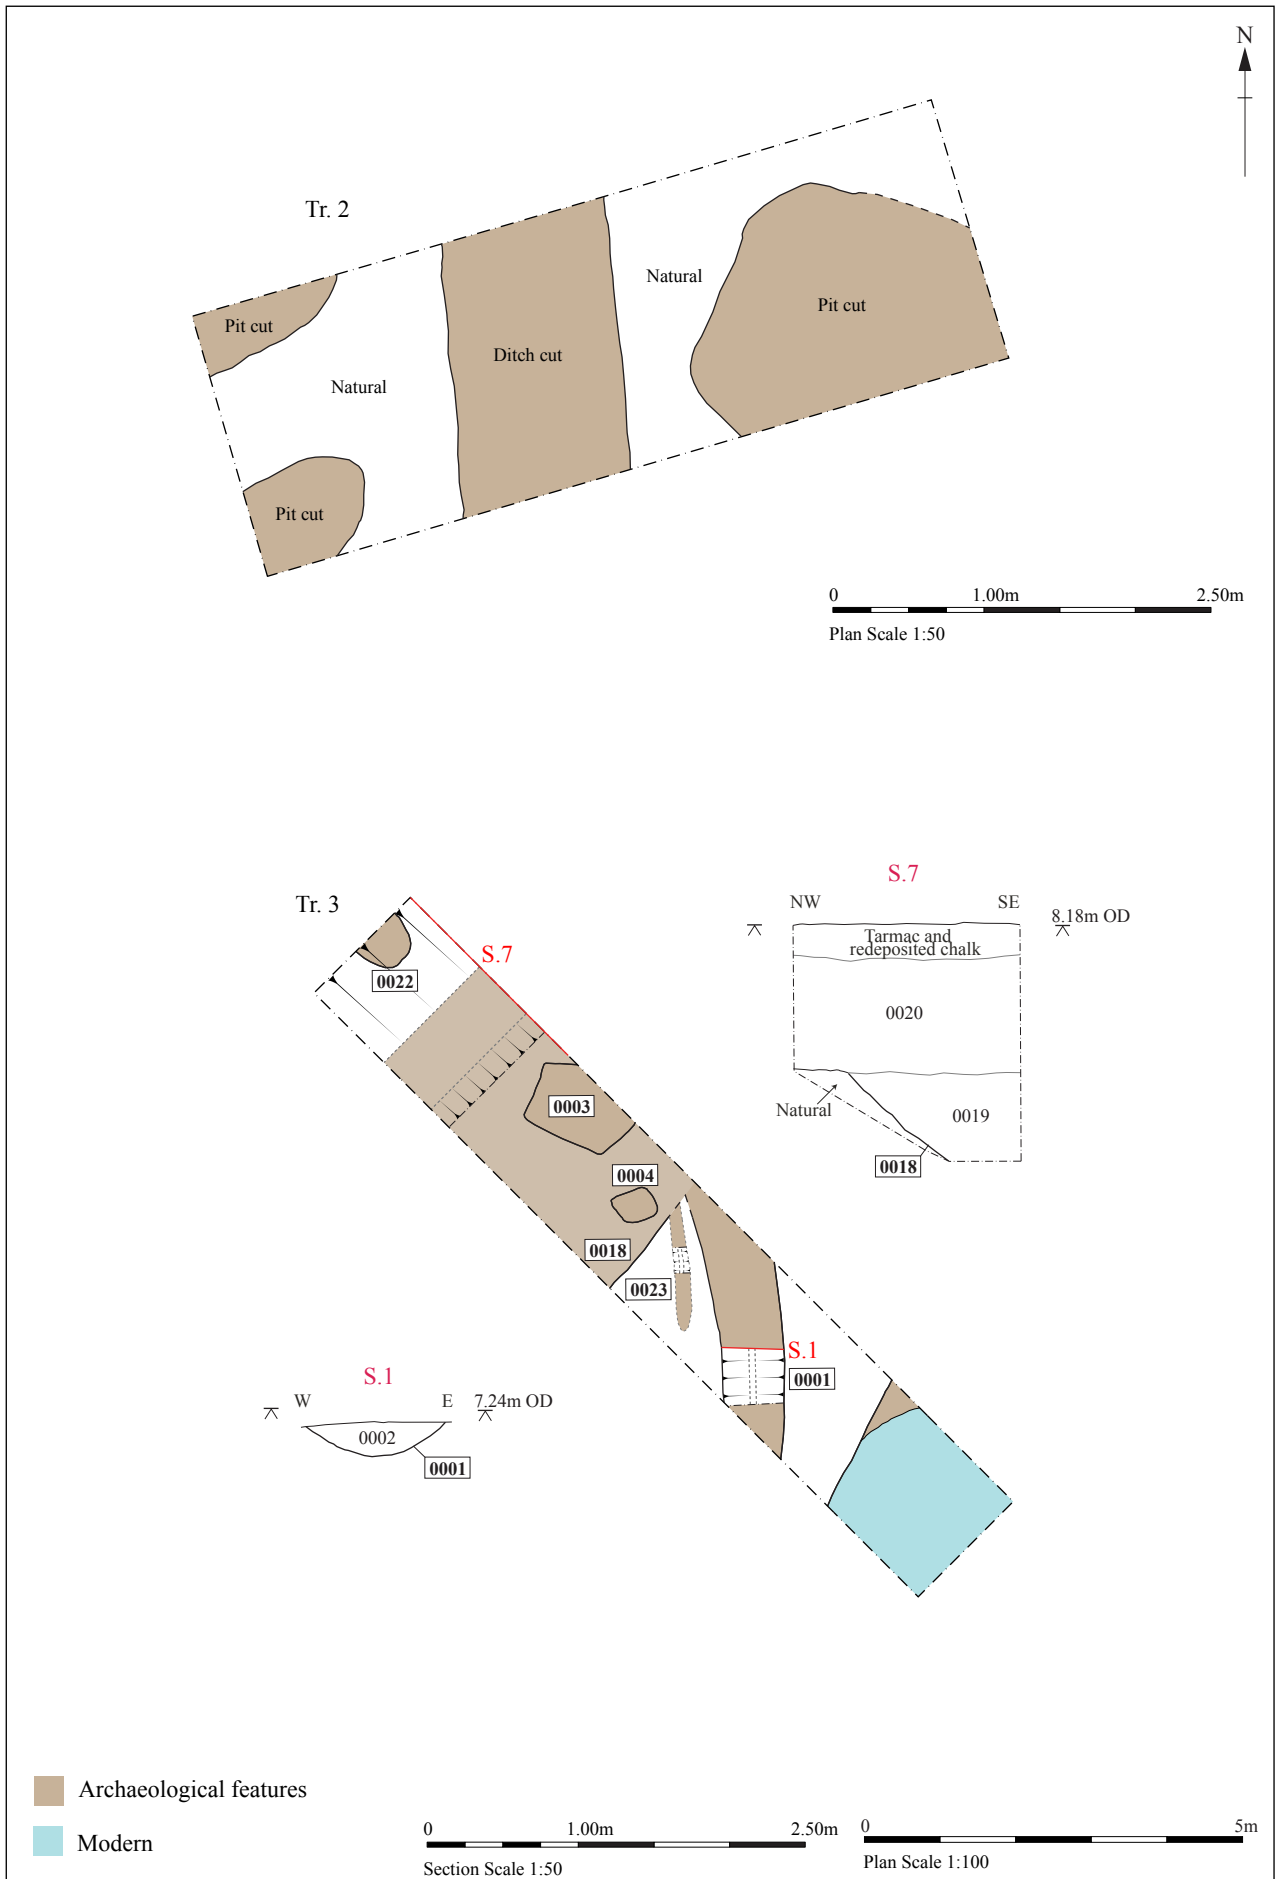 N
Tr. 2
Pit cut
Natural
Ditch cut
Natural
Pit cut
Pit cut
0 1.00m 2.50m
Plan Scale 1:50
S.7
NW SE
8.18m OD
Tarmac and
redeposited chalk
0020
Natural
0019
0018
Tr. 3
S.7
0022
0003
0004
0018
0023
S.1
0001
S.1
W E 7.24m OD
0002
0001
Archaeological features
Modern
0 1.00m 2.50m
Section Scale 1:50
0 5m
Plan Scale 1:100